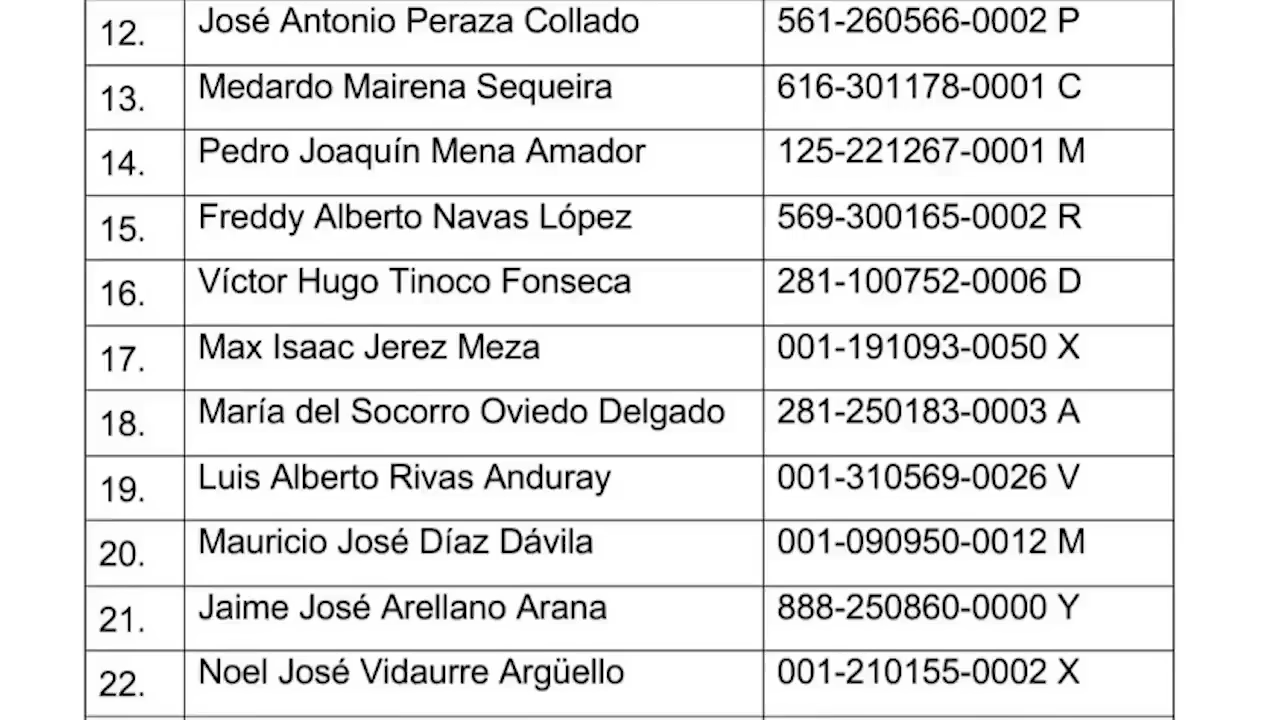 12. José Antonio Peraza Collado 561-260566-0002 P
13. Medardo Mairena Sequeira 616-301178-0001 C
14. Pedro Joaquín Mena Amador 125-221267-0001 M
15. Freddy Alberto Navas López 569-300165-0002 R
16. Víctor Hugo Tinoco Fonseca 281-100752-0006 D
17. Max Isaac Jerez Meza 001-191093-0050 X
18. María del Socorro Oviedo Delgado 281-250183-0003 A
19. Luis Alberto Rivas Anduray 001-310569-0026 V
20. Mauricio José Díaz Dávila 001-090950-0012 M
21. Jaime José Arellano Arana 888-250860-0000 Y
22. Noel José Vidaurre Argüello 001-210155-0002 X